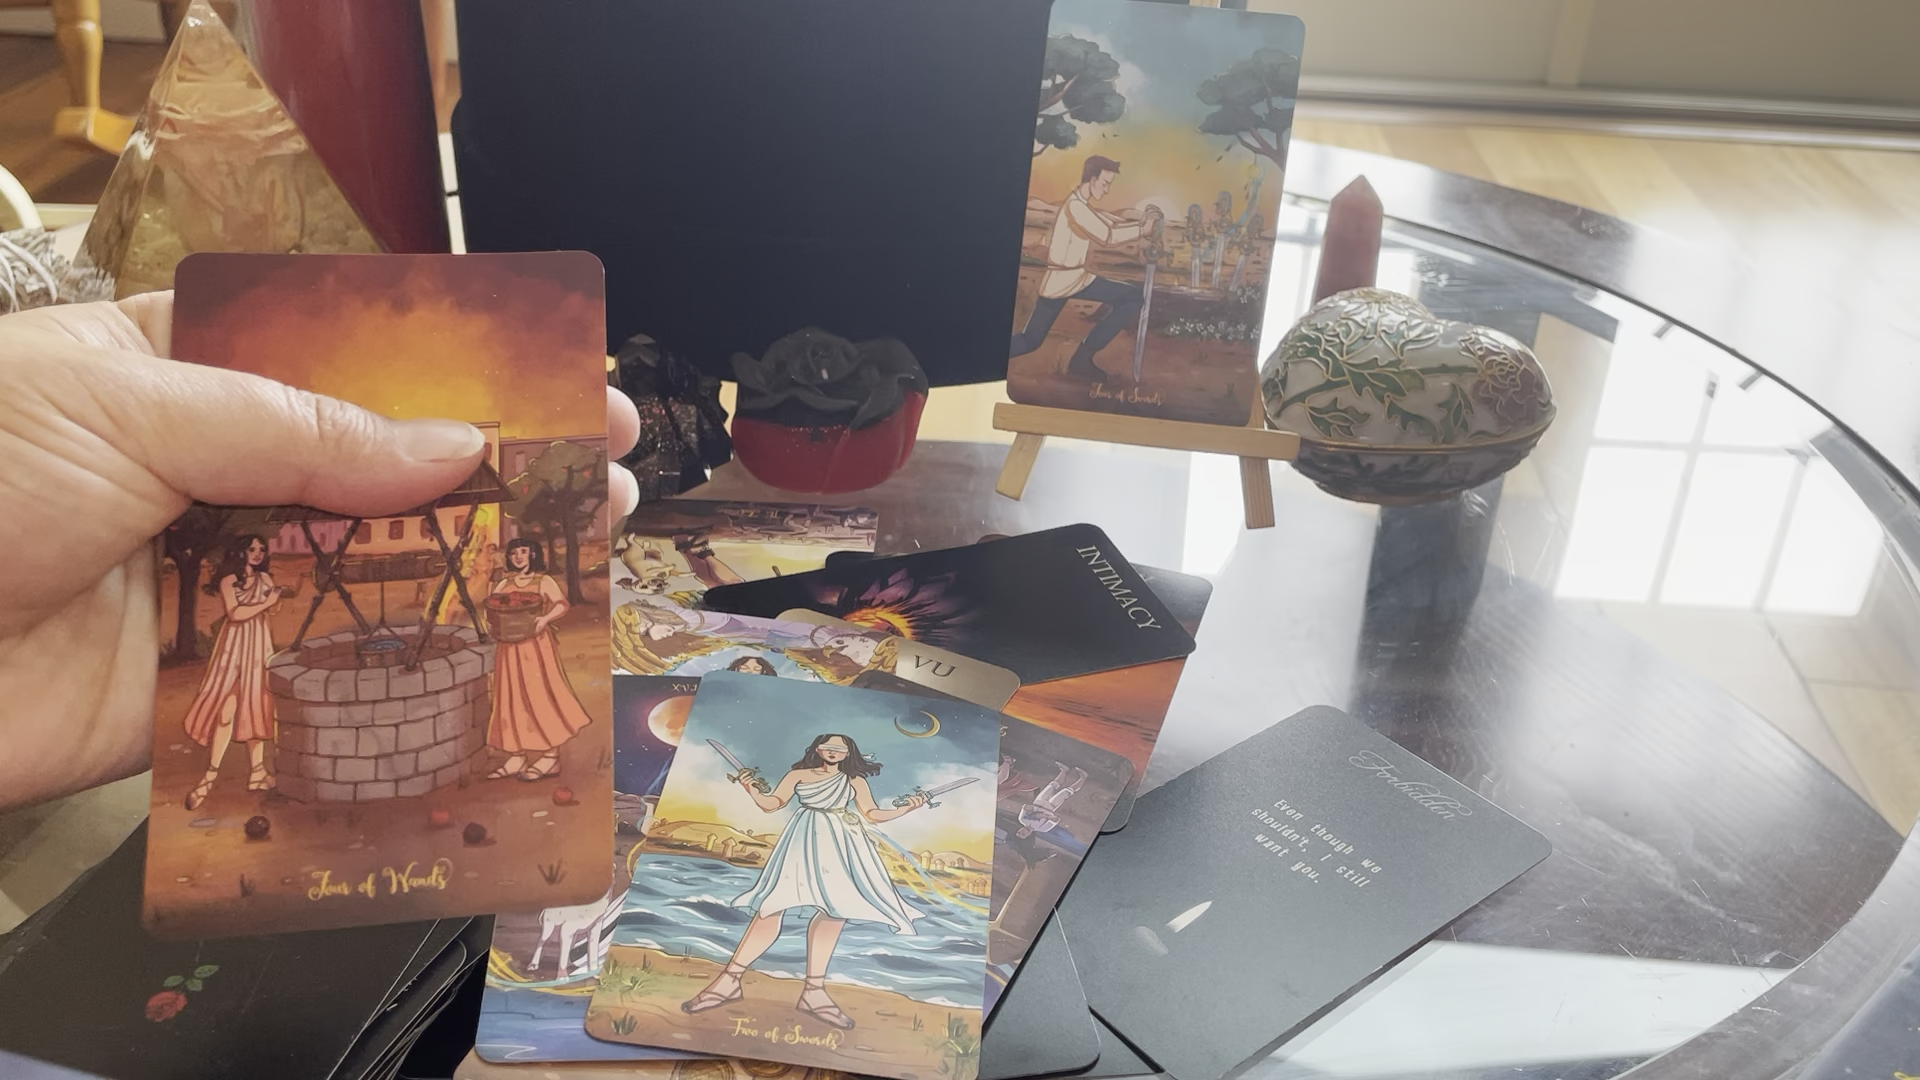 Four of Swords
INTIMACY
VU
XVI
Forbidden
Even though we
shouldn't, I still
want you.
Four of Wands
Two of Swords